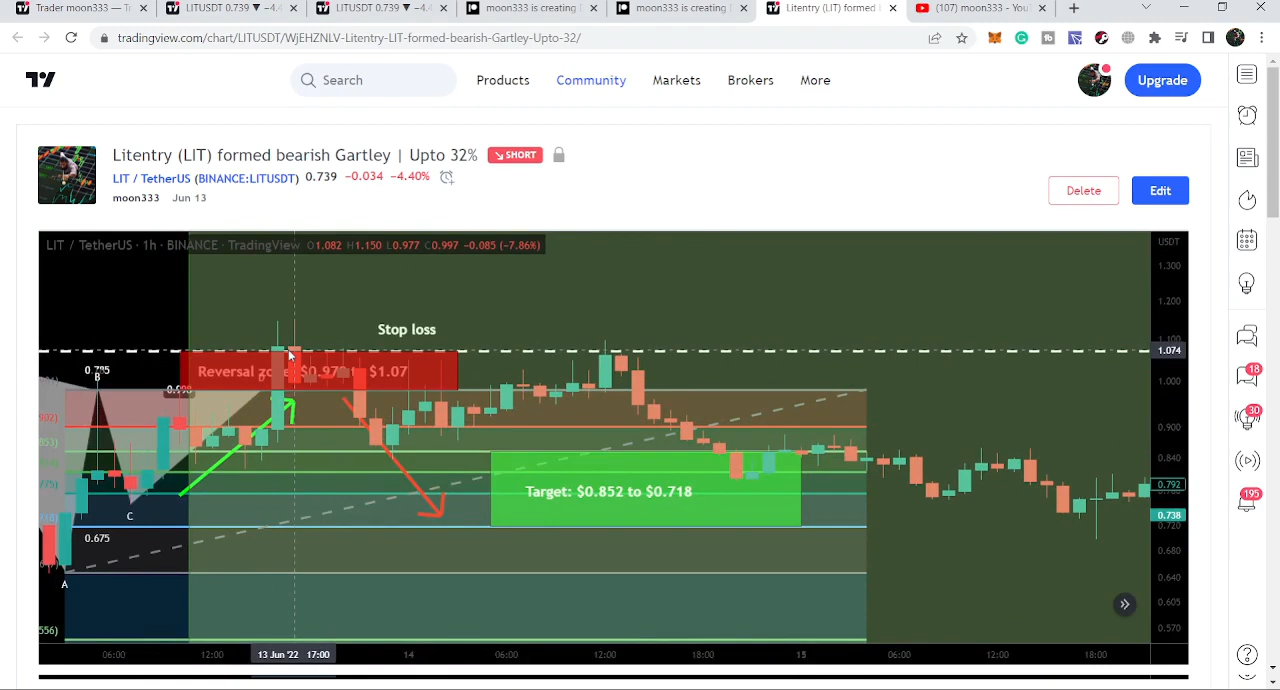 Trader moon333 — Tr
LITUSDT 0.739 ▼ −4.
LITUSDT 0.739 ▼ −4.
moon333 is creating
moon333 is creating
Litentry (LIT) formed
(107) moon333 - You
tradingview.com/chart/LITUSDT/WjEHZNLV-Litentry-LIT-formed-bearish-Gartley-Upto-32/
Search
Products
Community
Markets
Brokers
More
Upgrade
Litentry (LIT) formed bearish Gartley | Upto 32%
SHORT
LIT / TetherUS (BINANCE:LITUSDT) 0.739 −0.034 −4.40%
moon333 Jun 13
Delete
Edit
LIT / TetherUS · 1h · BINANCE · TradingView O1.082 H1.150 L0.977 C0.997 −0.085 (−7.86%)
USDT
1.300
1.200
Stop loss
1.074
Reversal
$1.07
B
1.000
0.900
0.840
Target: $0.852 to $0.718
0.792
C
0.738
0.720
0.675
0.680
A
0.640
0.605
556)
0.570
06:00
12:00
13 Jun '22 17:00
14
06:00
12:00
18:00
15
06:00
12:00
18:00
18
30
195